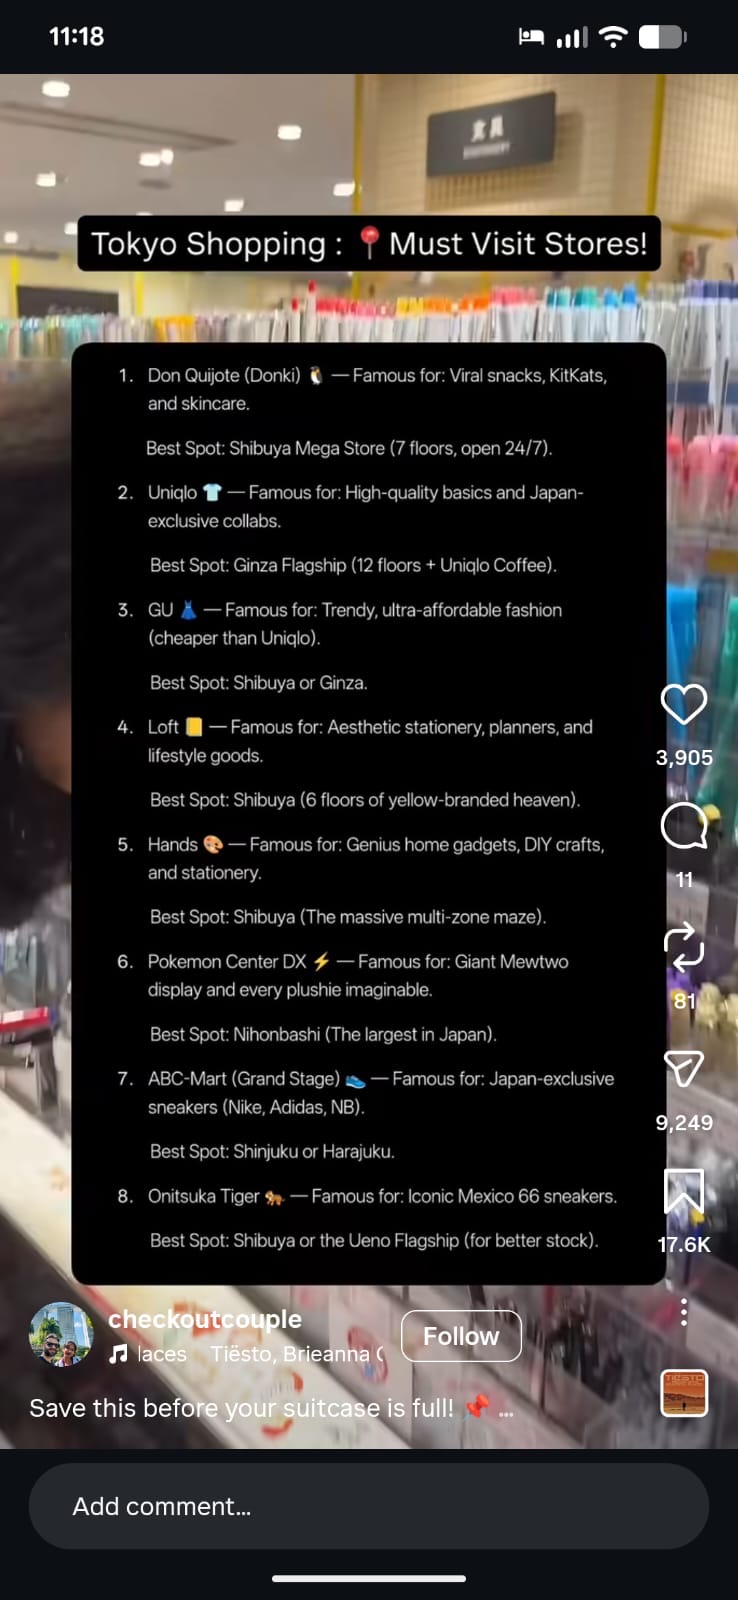 11:18
文具
Tokyo Shopping : 📍 Must Visit Stores!
1. Don Quijote (Donki) 🐧 — Famous for: Viral snacks, KitKats,
and skincare.
Best Spot: Shibuya Mega Store (7 floors, open 24/7).
2. Uniqlo 👕 — Famous for: High-quality basics and Japan-
exclusive collabs.
Best Spot: Ginza Flagship (12 floors + Uniqlo Coffee).
3. GU 👗 — Famous for: Trendy, ultra-affordable fashion
(cheaper than Uniqlo).
Best Spot: Shibuya or Ginza.
4. Loft 📒 — Famous for: Aesthetic stationery, planners, and
lifestyle goods.
Best Spot: Shibuya (6 floors of yellow-branded heaven).
5. Hands 🎨 — Famous for: Genius home gadgets, DIY crafts,
and stationery.
Best Spot: Shibuya (The massive multi-zone maze).
6. Pokemon Center DX ⚡ — Famous for: Giant Mewtwo
display and every plushie imaginable.
Best Spot: Nihonbashi (The largest in Japan).
7. ABC-Mart (Grand Stage) 👟 — Famous for: Japan-exclusive
sneakers (Nike, Adidas, NB).
Best Spot: Shinjuku or Harajuku.
8. Onitsuka Tiger 🐅 — Famous for: Iconic Mexico 66 sneakers.
Best Spot: Shibuya or the Ueno Flagship (for better stock).
3,905
11
81
9,249
17.6K
checkoutcouple
laces Tiësto, Brieanna
Follow
TIËSTO
Save this before your suitcase is full! 📌 ...
Add comment...